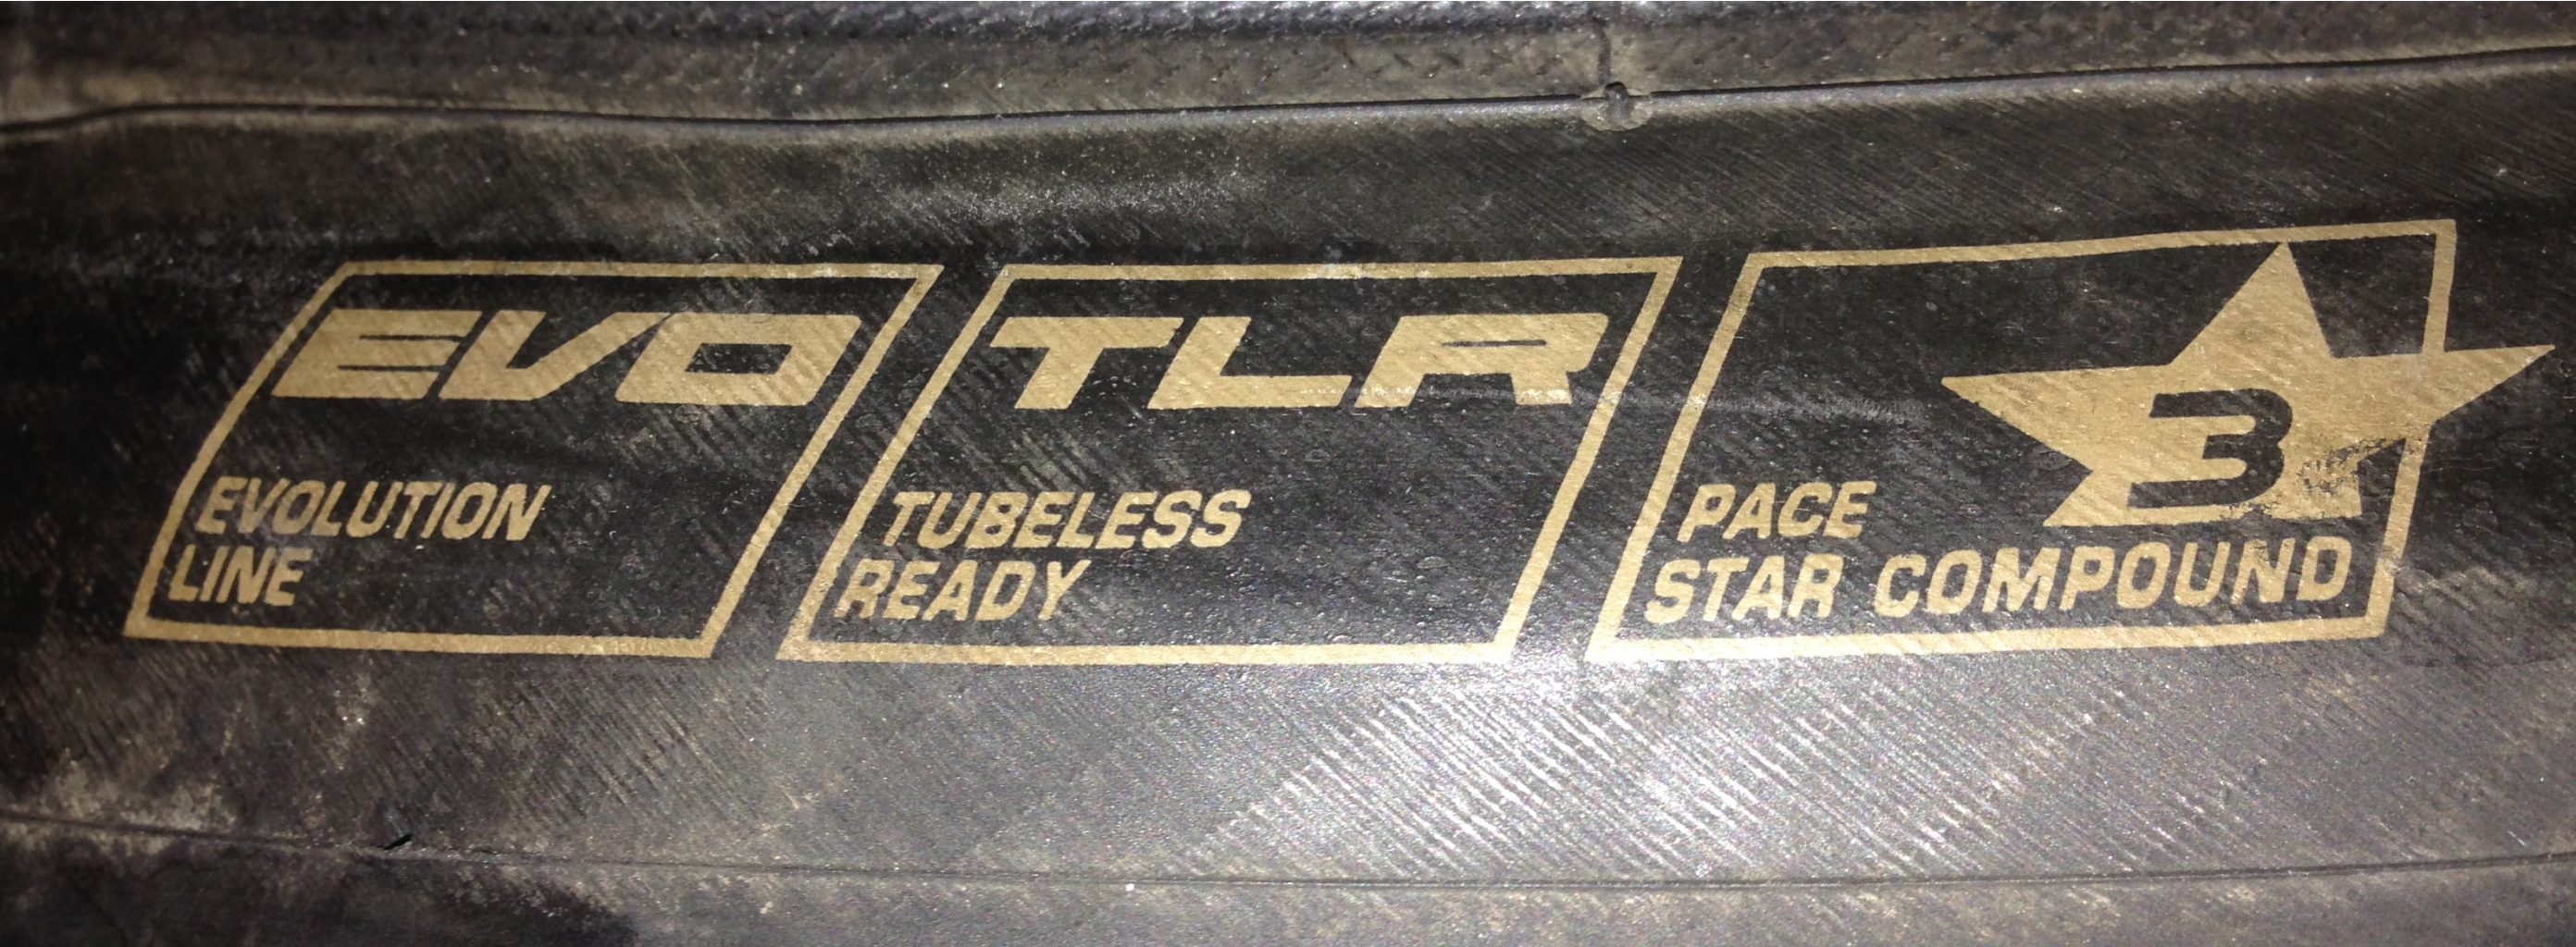 EVO
EVOLUTION
LINE
TLR
TUBELESS
READY
3
PACE
STAR COMPOUND